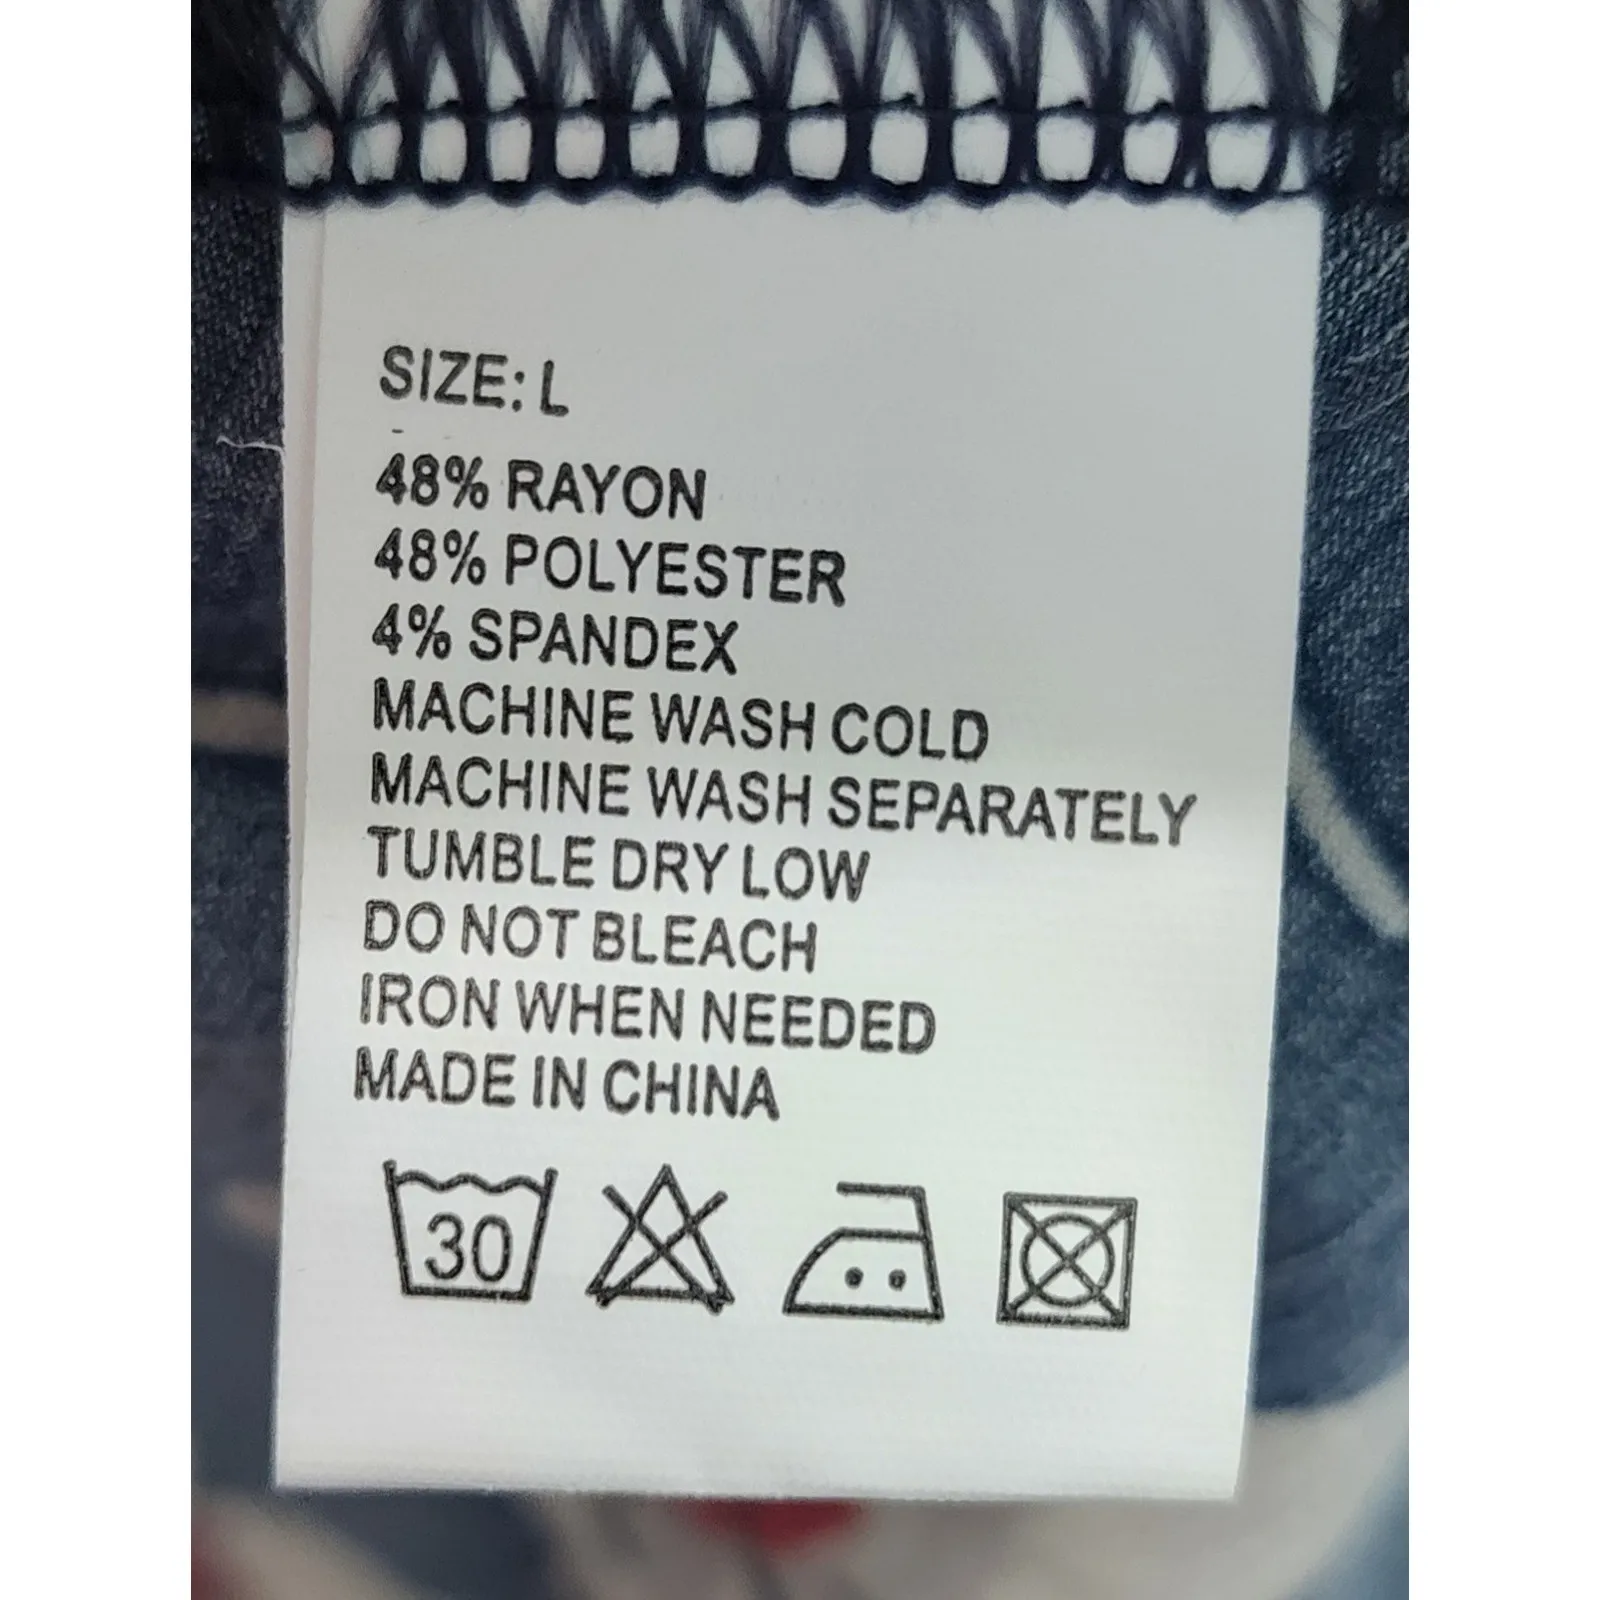 SIZE: L
48% RAYON
48% POLYESTER
4% SPANDEX
MACHINE WASH COLD
MACHINE WASH SEPARATELY
TUMBLE DRY LOW
DO NOT BLEACH
IRON WHEN NEEDED
MADE IN CHINA
30